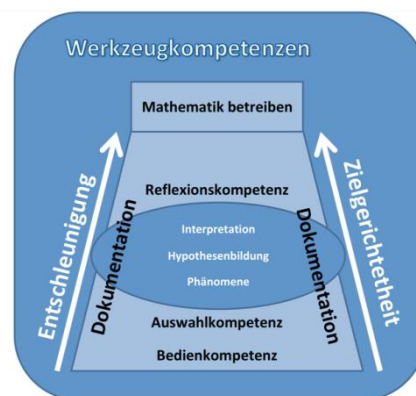 Werkzeugkompetenzen
Mathematik betreiben
Entschleunigung
Zielgerichtetheit
Reflexionskompetenz
Dokumentation
Dokumentation
Interpretation
Hypothesenbildung
Phänomene
Auswahlkompetenz
Bedienkompetenz